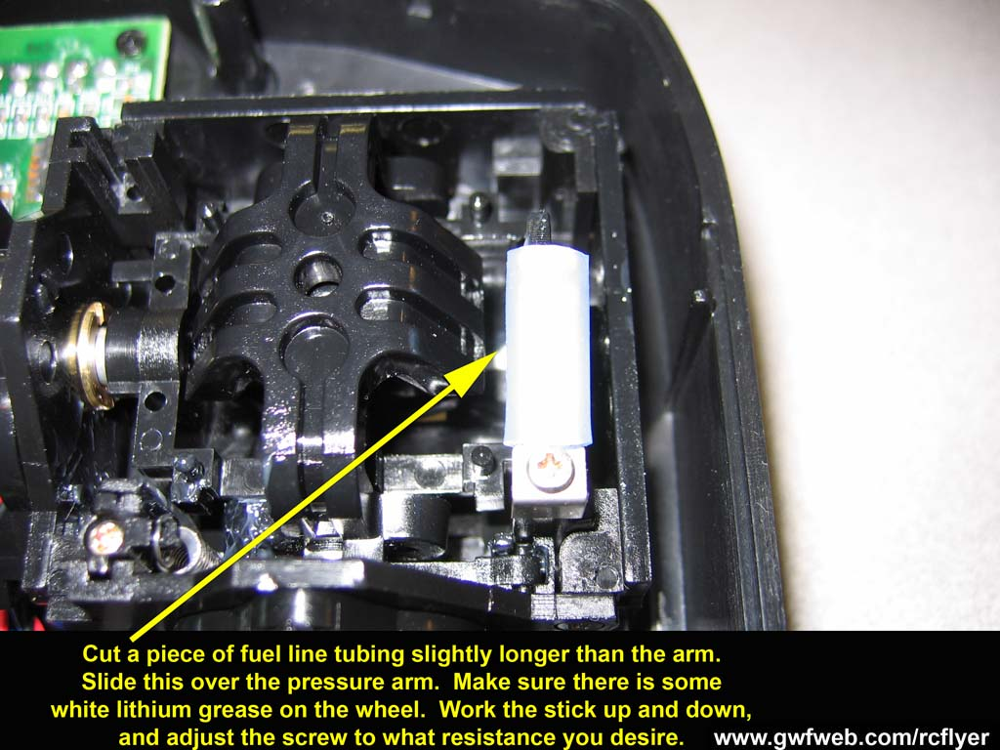 Cut a piece of fuel line tubing slightly longer than the arm.
Slide this over the pressure arm.  Make sure there is some
white lithium grease on the wheel.  Work the stick up and down,
and adjust the screw to what resistance you desire.
www.gwfweb.com/rcflyer